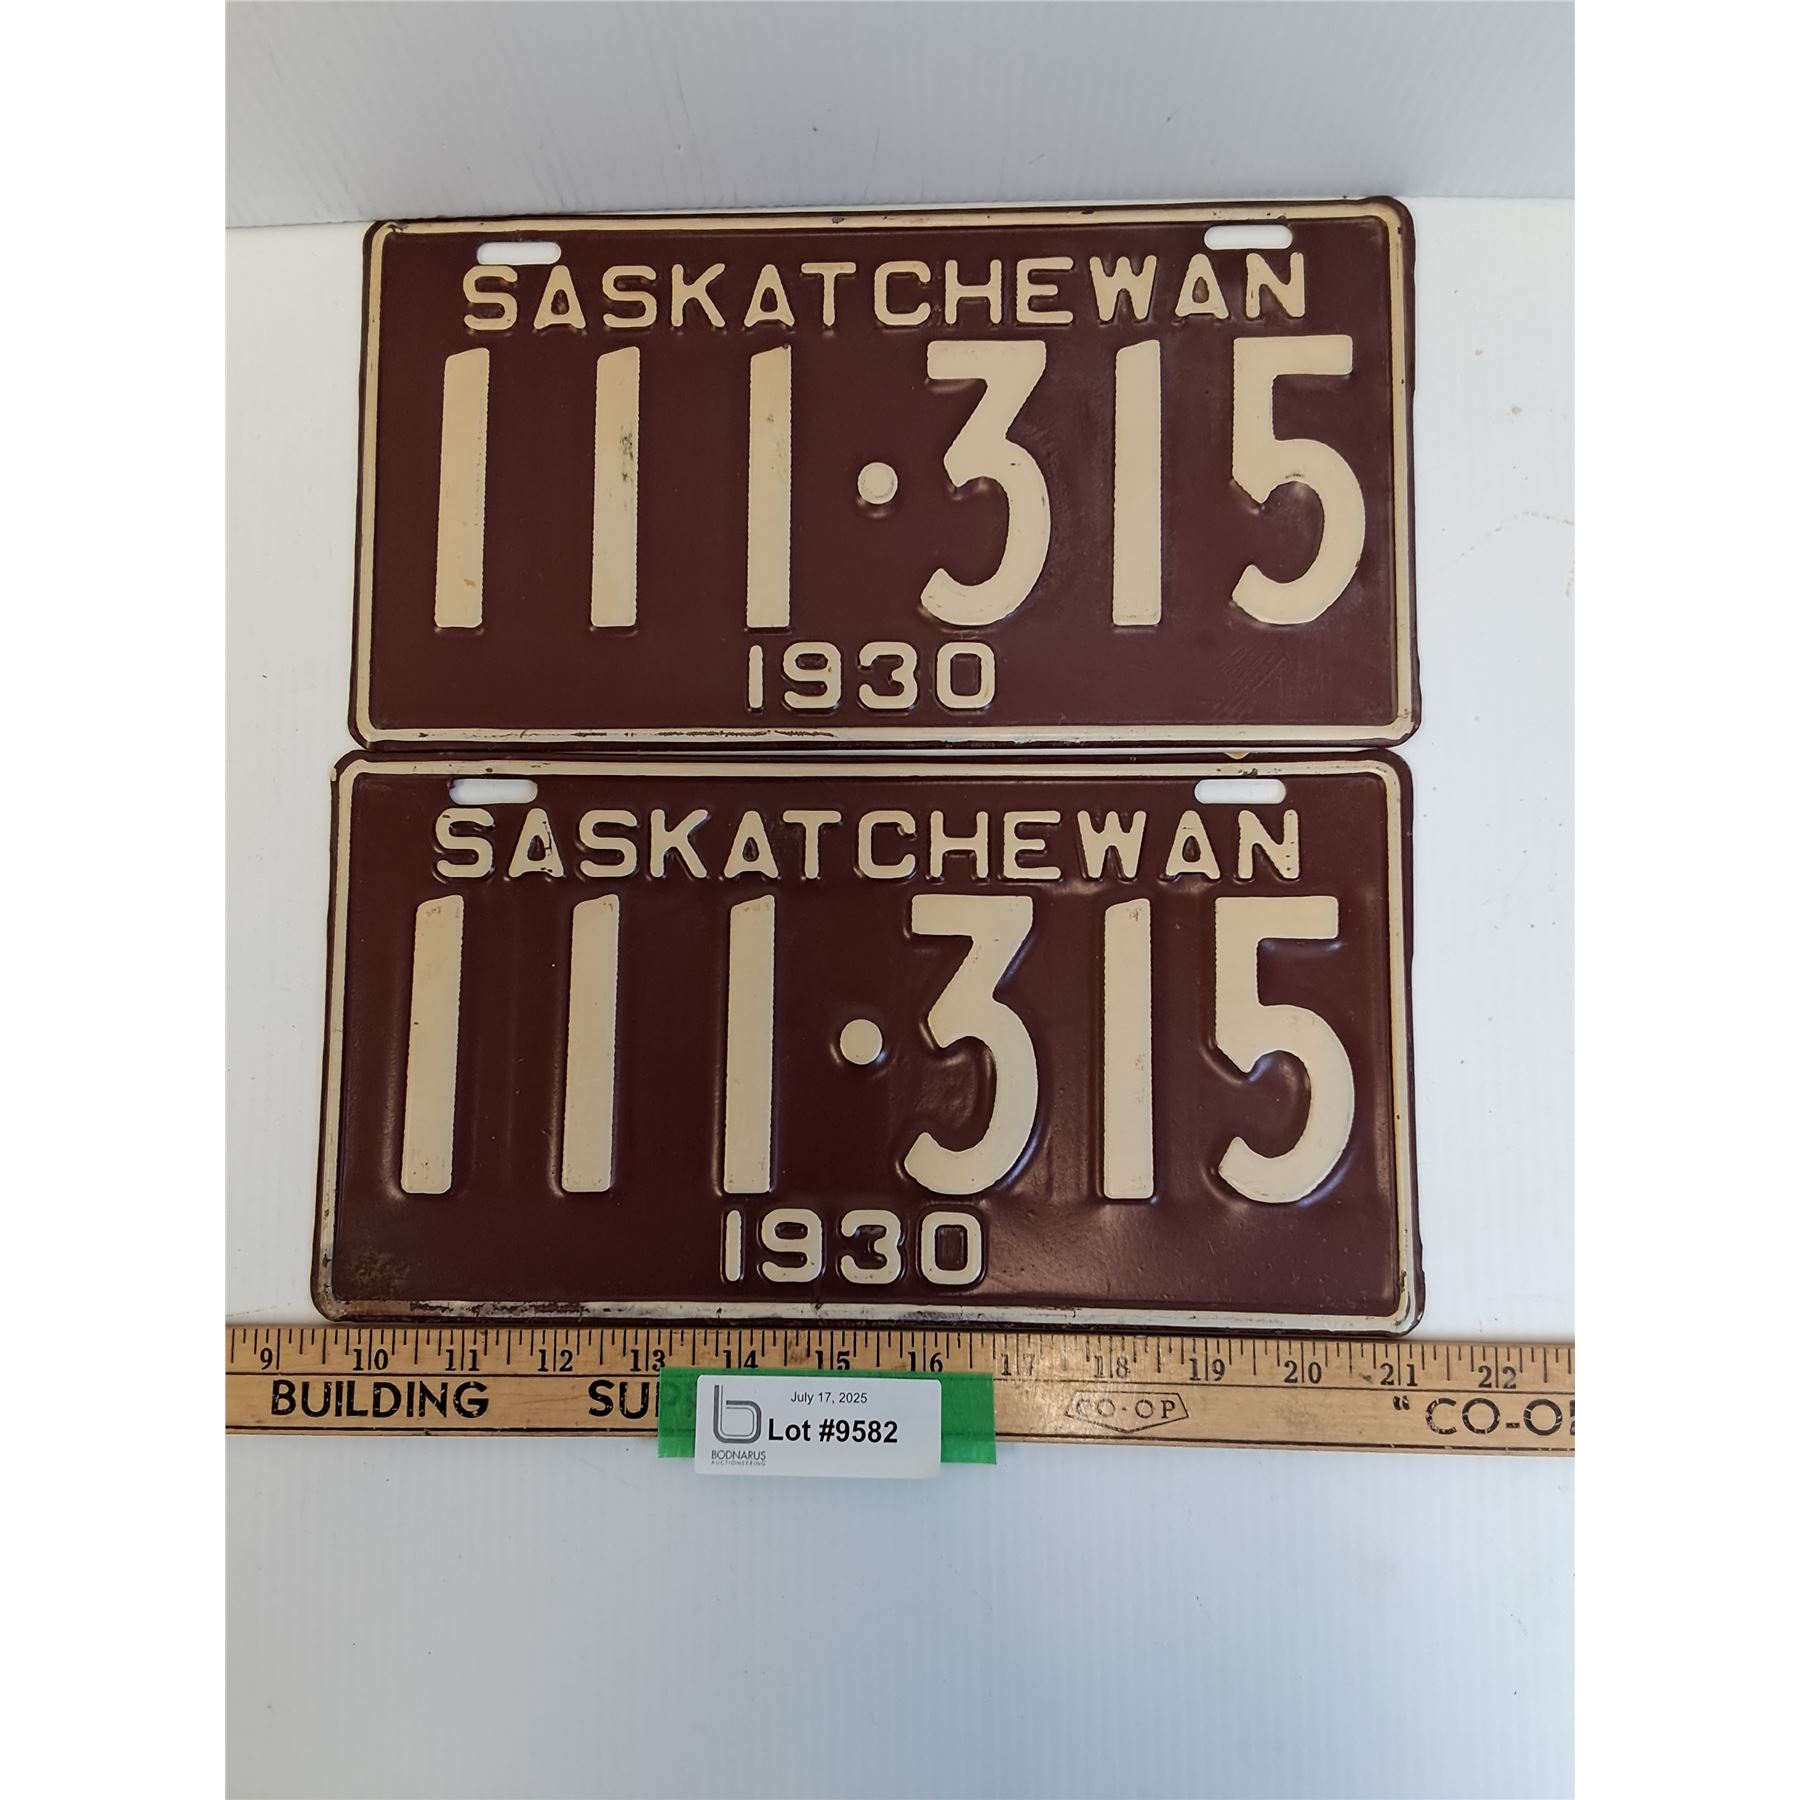 SASKATCHEWAN
111·315
1930
SASKATCHEWAN
111·315
1930
9 10 11 12 13 14 15 16 17 18 19 20 21 22
BUILDING CO-OP "CO-O
July 17, 2025
Lot #9582
BODNARUS
AUCTIONEERING